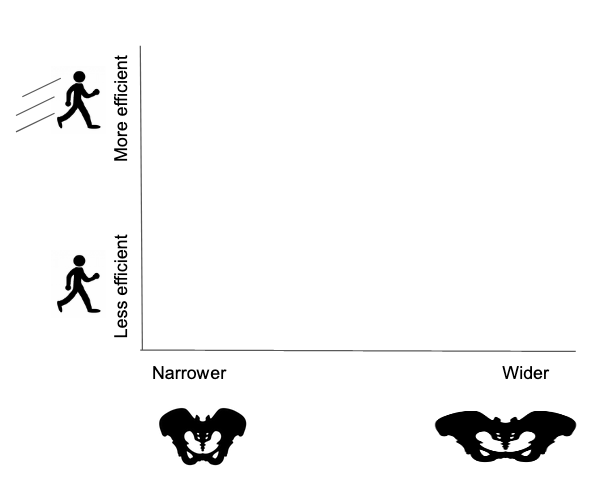 More efficient
Less efficient
Narrower
Wider